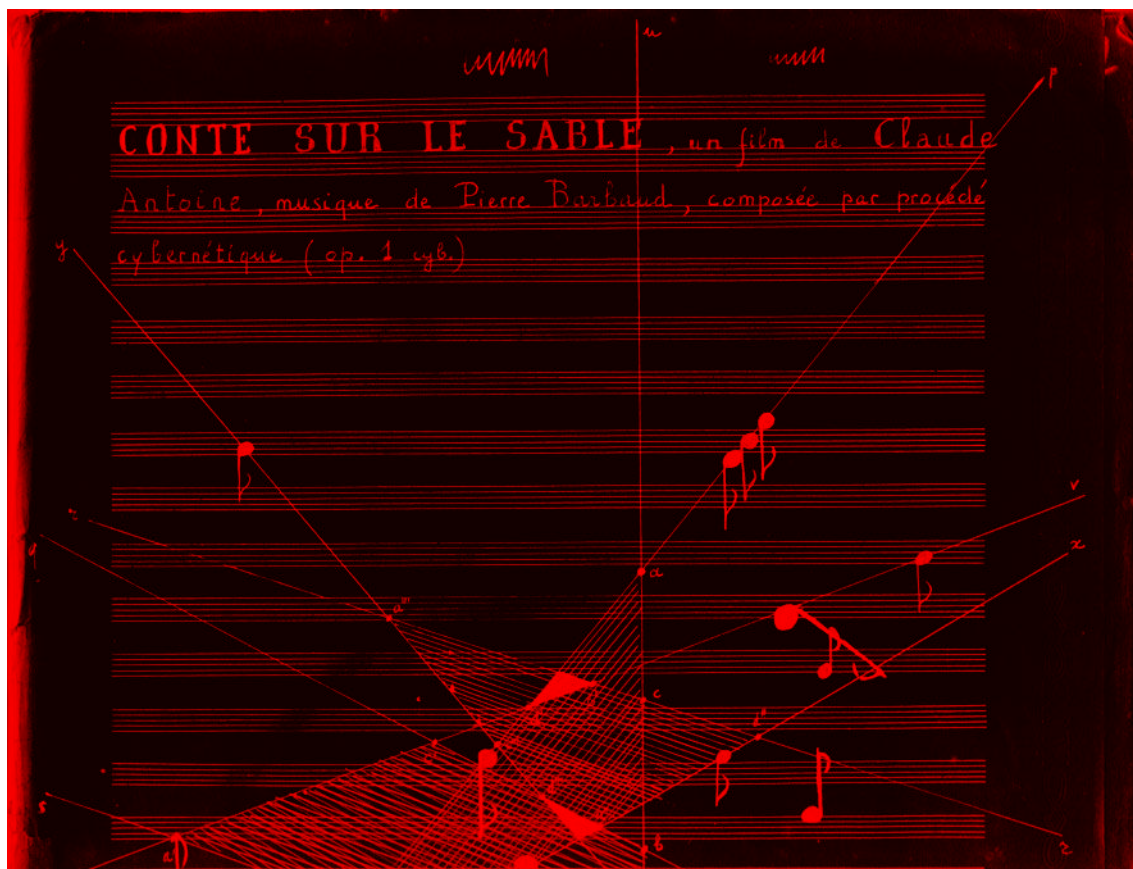 u
p
CONTE SUR LE SABLE, un film de Claude
Antoine, musique de Pierre Barbaud, composée par procédé
cybernétique (op. 1 cyb.)
y
v
q
x
a
a'''
c
c''
s
b
a'
r